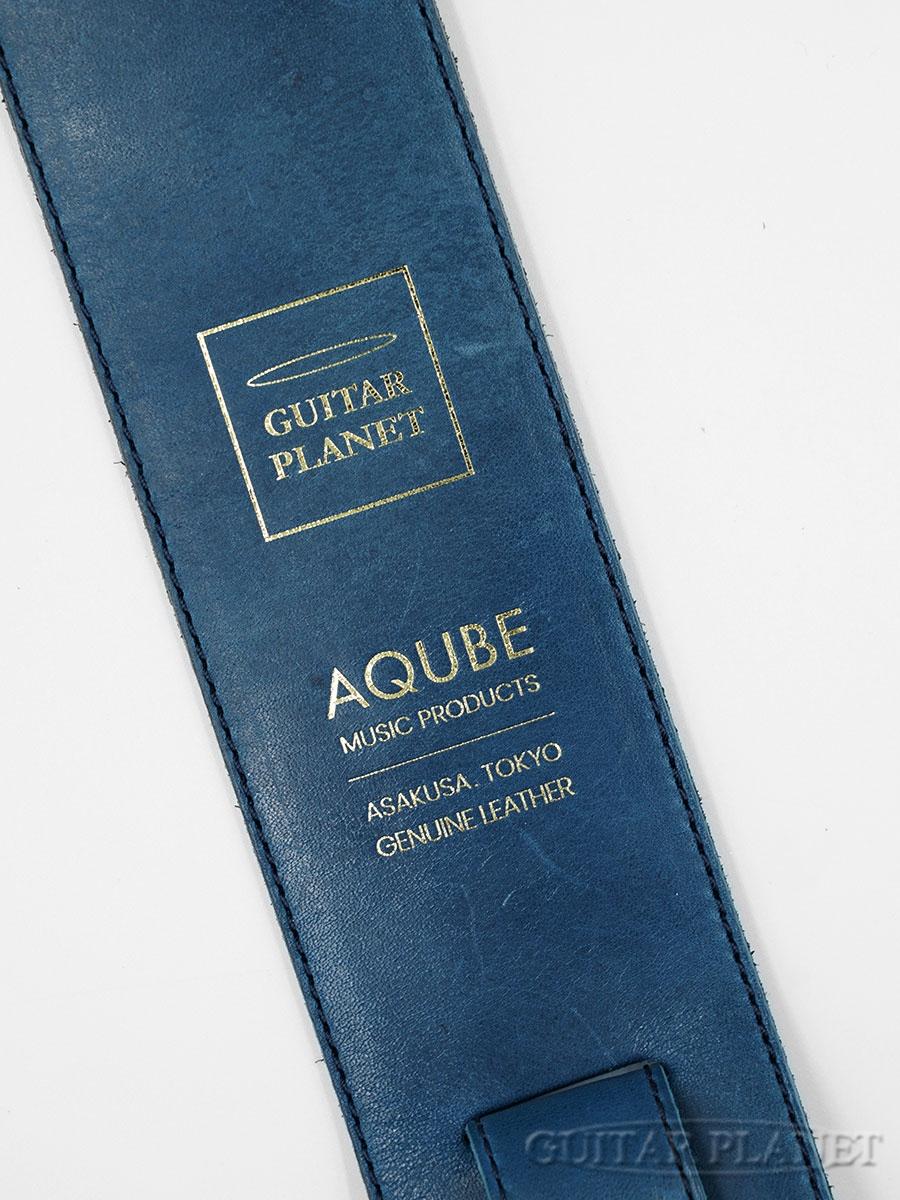 GUITAR
PLANET
AQUBE
MUSIC PRODUCTS
ASAKUSA. TOKYO
GENUINE LEATHER
GUITAR PLANET